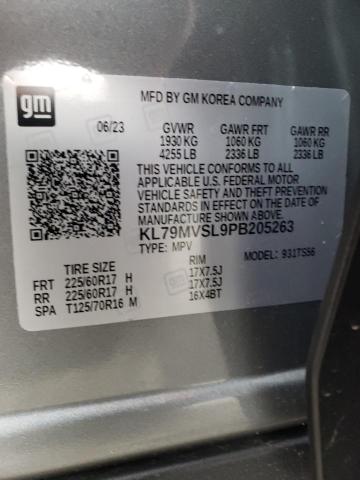 gm
MFD BY GM KOREA COMPANY
06/23 GVWR GAWR FRT GAWR RR
1930 KG 1060 KG 1060 KG
4255 LB 2336 LB 2336 LB
THIS VEHICLE CONFORMS TO ALL
APPLICABLE U.S. FEDERAL MOTOR
VEHICLE SAFETY AND THEFT PREVENTION
STANDARDS IN EFFECT ON THE DATE OF
MANUFACTURE SHOWN ABOVE.
KL79MVSL9PB205263
TYPE: MPV MODEL: 931TS56
TIRE SIZE RIM
FRT 225/60R17 H 17X7.5J
RR 225/60R17 H 17X7.5J
SPA T125/70R16 M 16X4BT